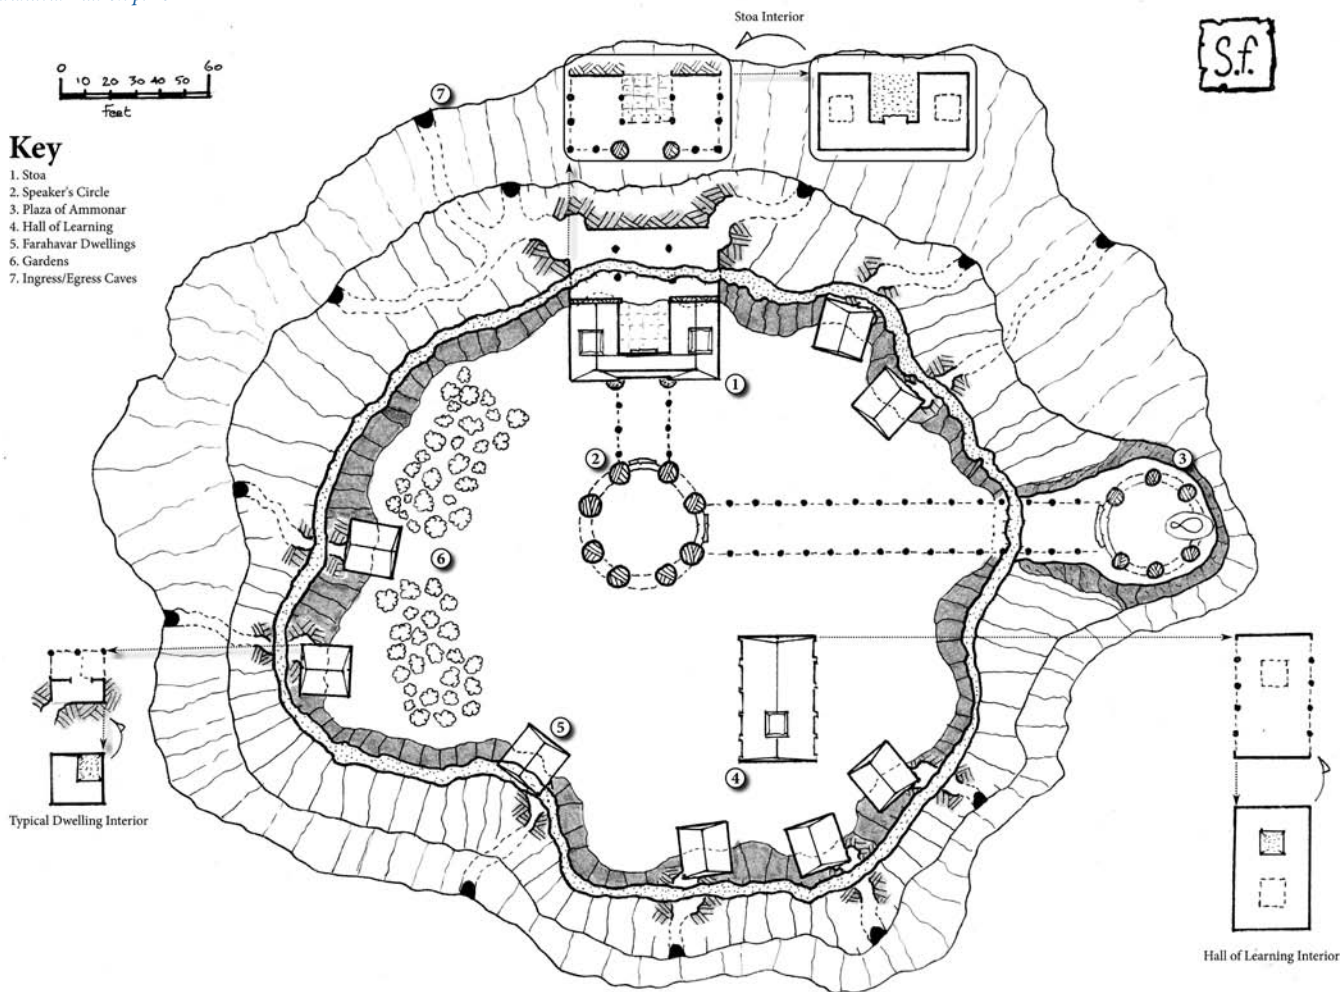 Stoa Interior
S.f.
0 10 20 30 40 50 60
Feet
7
Key
1. Stoa
2. Speaker's Circle
3. Plaza of Ammonar
4. Hall of Learning
5. Farahavar Dwellings
6. Gardens
7. Ingress/Egress Caves
1
2
3
6
5
4
Typical Dwelling Interior
Hall of Learning Interior